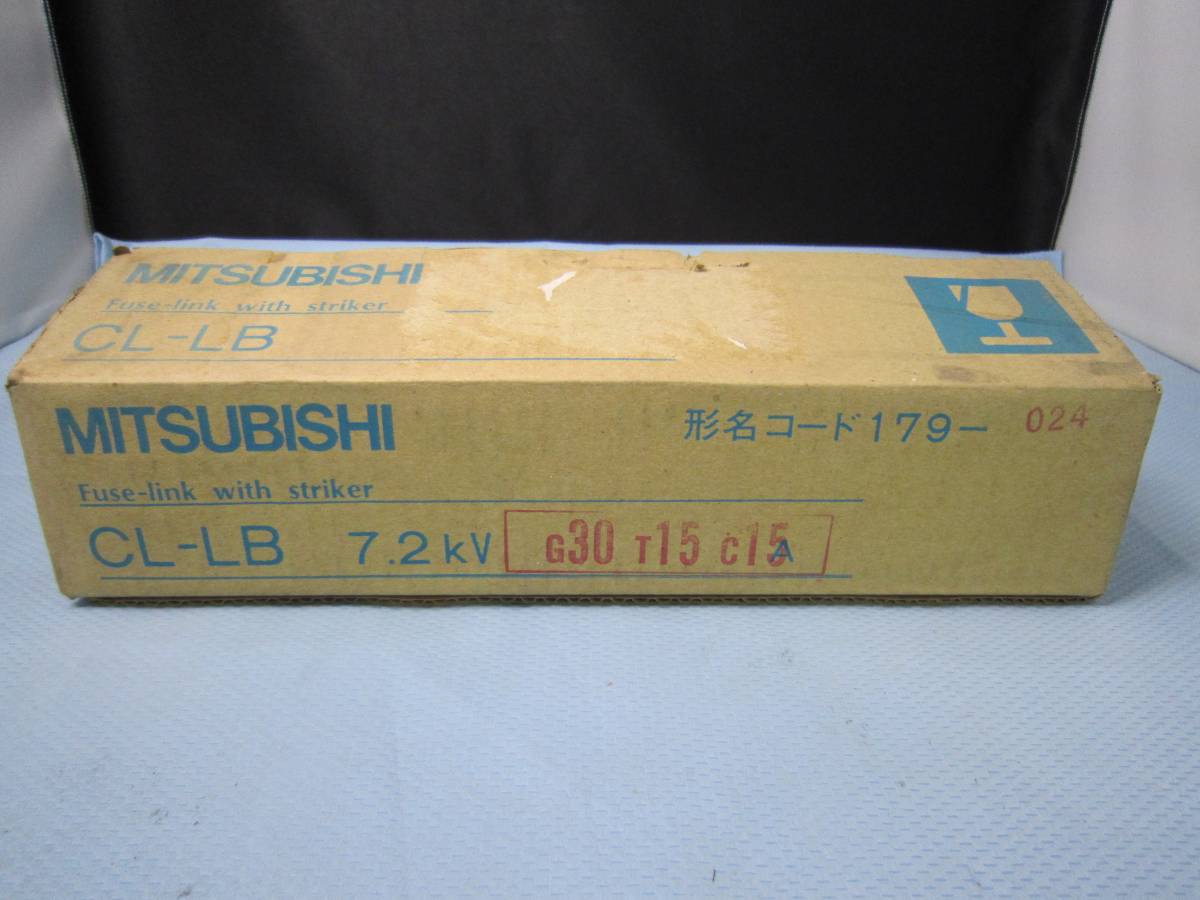 MITSUBISHI
Fuse-link with striker
CL-LB
MITSUBISHI
形名コード179- 024
Fuse-link with striker
CL-LB 7.2kV G30 T15 C15A